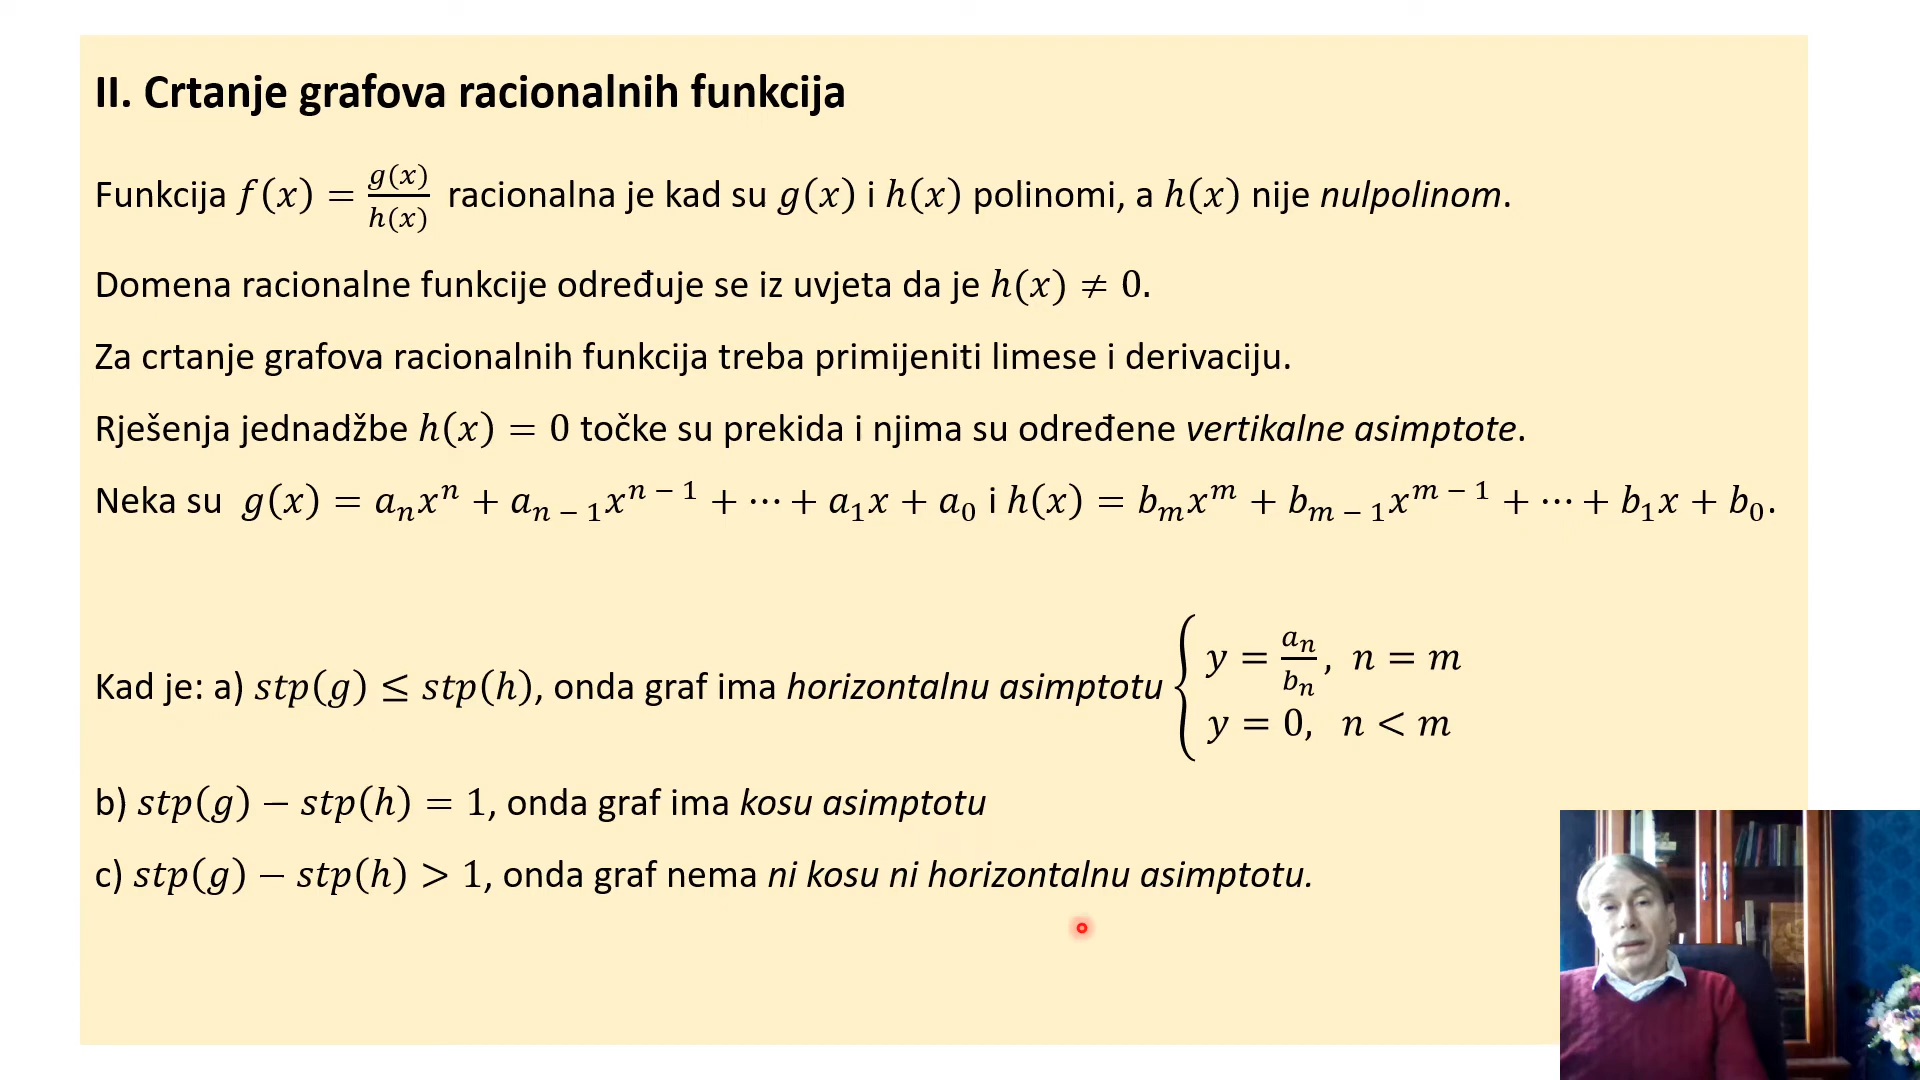 II. Crtanje grafova racionalnih funkcija
Funkcija f(x) = g(x)/h(x) racionalna je kad su g(x) i h(x) polinomi, a h(x) nije nulpolinom.
Domena racionalne funkcije određuje se iz uvjeta da je h(x) ≠ 0.
Za crtanje grafova racionalnih funkcija treba primijeniti limese i derivaciju.
Rješenja jednadžbe h(x) = 0 točke su prekida i njima su određene vertikalne asimptote.
Neka su g(x) = aₙxⁿ + aₙ₋₁xⁿ⁻¹ + ⋯ + a₁x + a₀ i h(x) = bₘxᵐ + bₘ₋₁xᵐ⁻¹ + ⋯ + b₁x + b₀.
Kad je: a) stp(g) ≤ stp(h), onda graf ima horizontalnu asimptotu { y = aₙ/bₙ, n = m
y = 0, n < m
b) stp(g) − stp(h) = 1, onda graf ima kosu asimptotu
c) stp(g) − stp(h) > 1, onda graf nema ni kosu ni horizontalnu asimptotu.